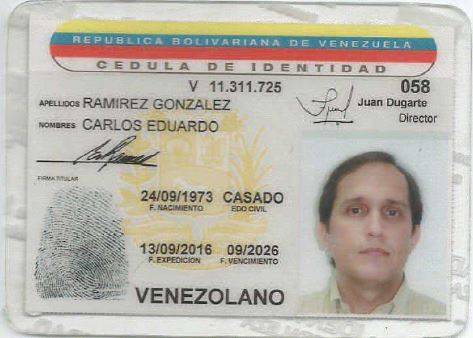 REPUBLICA BOLIVARIANA DE VENEZUELA
CEDULA DE IDENTIDAD
V 11.311.725 058
APELLIDOS RAMIREZ GONZALEZ Juan Dugarte
Director
NOMBRES CARLOS EDUARDO
FIRMA TITULAR
24/09/1973 CASADO
F. NACIMIENTO EDO CIVIL
13/09/2016 09/2026
F. EXPEDICION F. VENCIMIENTO
VENEZOLANO